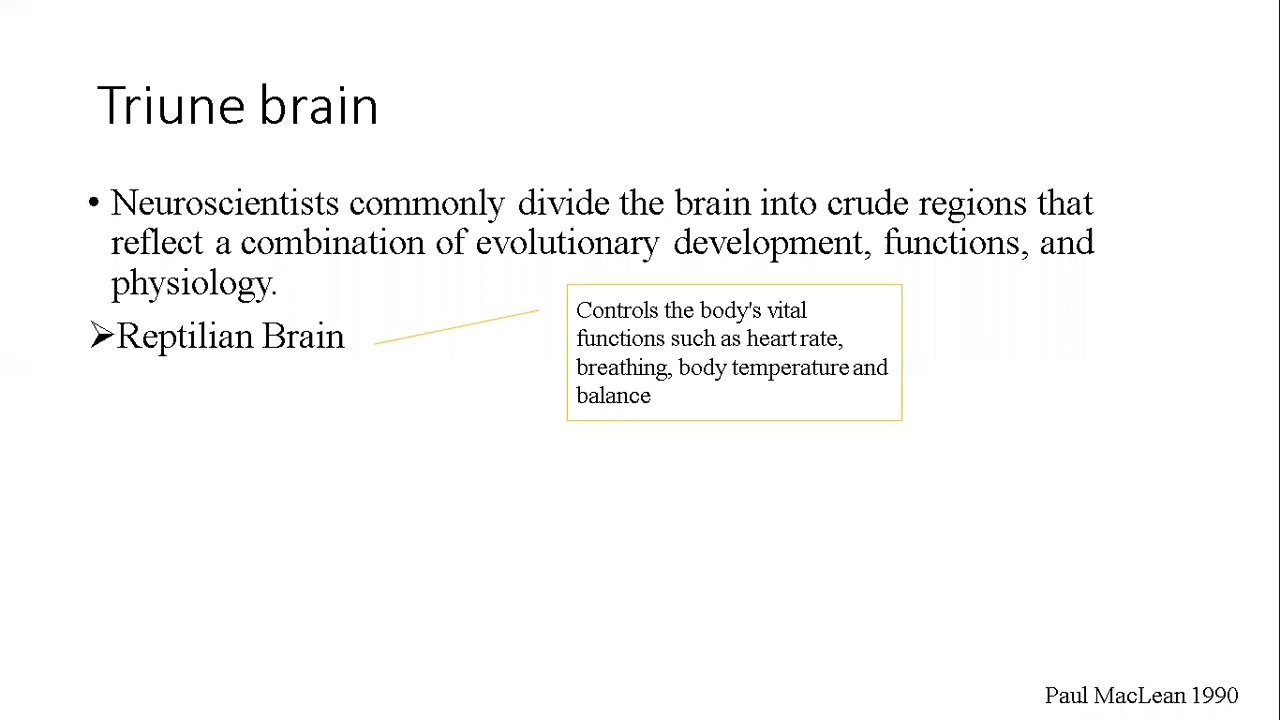 Triune brain
• Neuroscientists commonly divide the brain into crude regions that
reflect a combination of evolutionary development, functions, and
physiology.
➢Reptilian Brain
Controls the body's vital
functions such as heart rate,
breathing, body temperature and
balance
Paul MacLean 1990